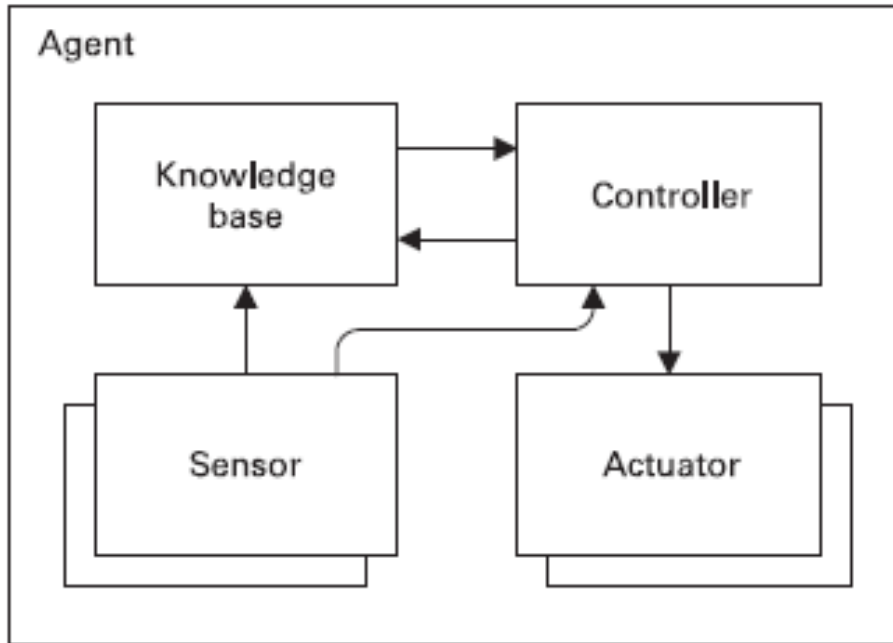 Agent
Knowledge
base
Controller
Sensor
Actuator